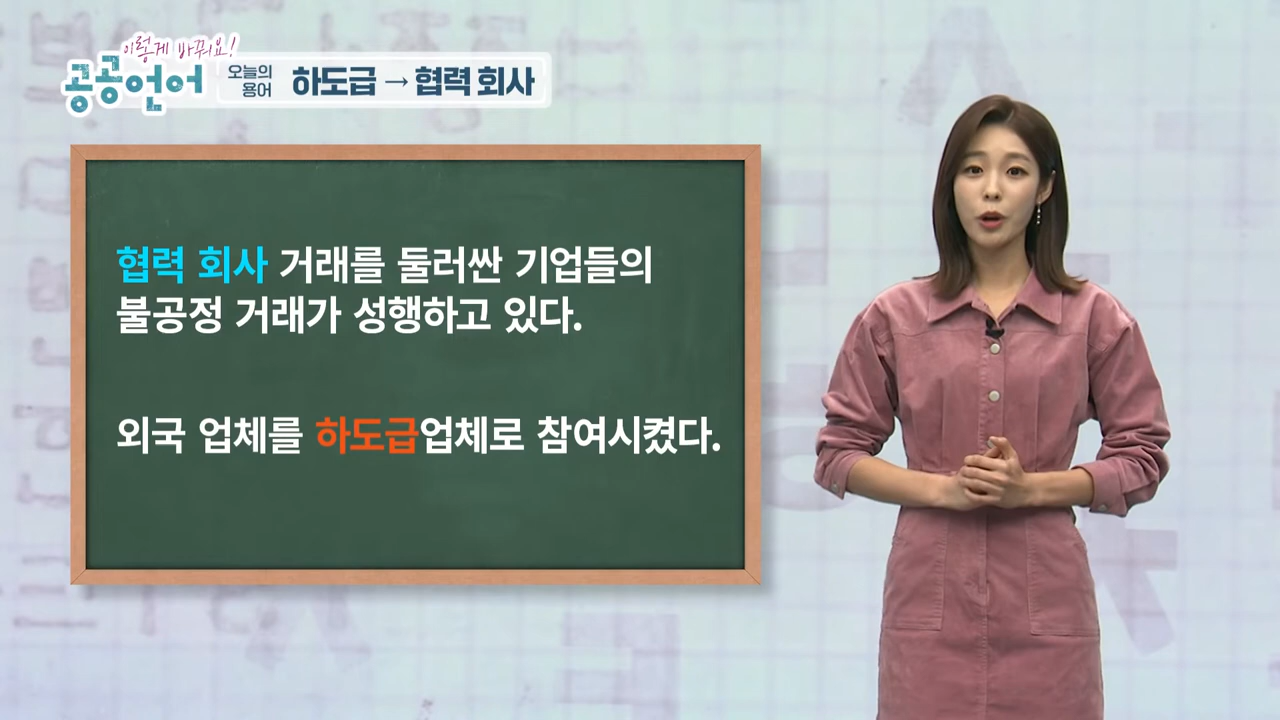 이렇게 바꿔요!
공공언어
오늘의 용어
하도급 → 협력 회사
협력 회사 거래를 둘러싼 기업들의
불공정 거래가 성행하고 있다.
외국 업체를 하도급업체로 참여시켰다.